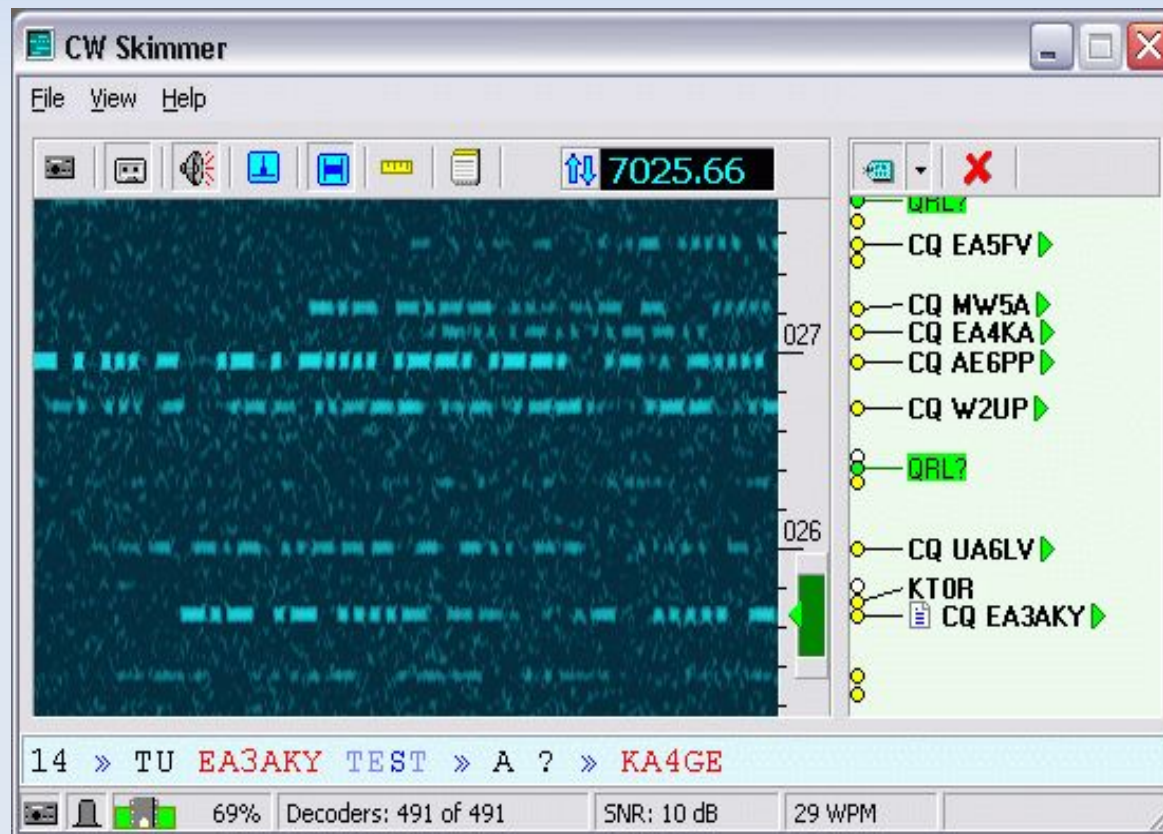 CW Skimmer
File View Help
7025.66
QRL?
CQ EA5FV
CQ MW5A
027
CQ EA4KA
CQ AE6PP
CQ W2UP
QRL?
026
CQ UA6LV
KT0R
CQ EA3AKY
14 » TU EA3AKY TEST » A ? » KA4GE
69% Decoders: 491 of 491 SNR: 10 dB 29 WPM